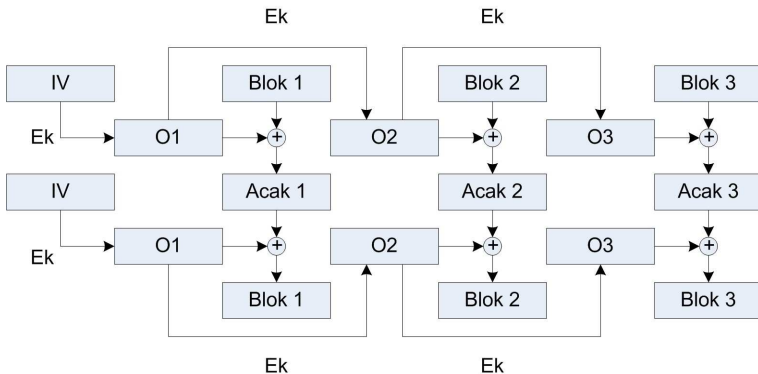 Ek Ek
IV Blok 1 Blok 2 Blok 3
Ek O1 + O2 + O3 +
IV Acak 1 Acak 2 Acak 3
Ek O1 + O2 + O3 +
Blok 1 Blok 2 Blok 3
Ek Ek